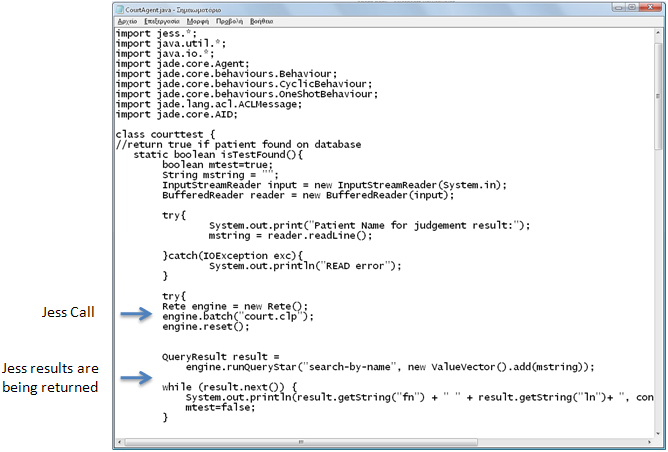 CourtAgent.java - Σημειωματάριο
Αρχείο Επεξεργασία Μορφή Προβολή Βοήθεια
import jess.*;
import java.util.*;
import java.io.*;
import jade.core.Agent;
import jade.core.behaviours.Behaviour;
import jade.core.behaviours.CyclicBehaviour;
import jade.core.behaviours.OneShotBehaviour;
import jade.lang.acl.ACLMessage;
import jade.core.AID;
class courttest {
//return true if patient found on database
static boolean isTestFound(){
boolean mtest=true;
String mstring = "";
InputStreamReader input = new InputStreamReader(System.in);
BufferedReader reader = new BufferedReader(input);
try{
System.out.print("Patient Name for judgement result:");
mstring = reader.readLine();
}catch(IOException exc){
System.out.println("READ error");
}
try{
Rete engine = new Rete();
Jess Call
engine.batch("court.clp");
engine.reset();
QueryResult result =
engine.runQueryStar("search-by-name", new ValueVector().add(mstring));
Jess results are
being returned
while (result.next()) {
System.out.println(result.getString("fn") + " " + result.getString("ln")+ ", con
mtest=false;
}